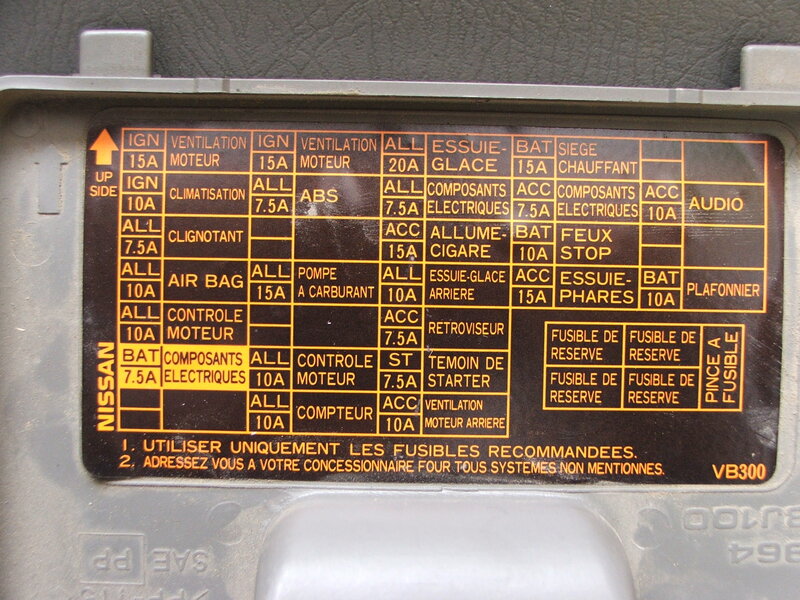 UP
SIDE
NISSAN
IGN 15A VENTILATION MOTEUR
IGN 15A VENTILATION MOTEUR
ALL 20A ESSUIE-GLACE
BAT 15A SIEGE CHAUFFANT
IGN 10A CLIMATISATION
ALL 7.5A ABS
ALL 7.5A COMPOSANTS ELECTRIQUES
ACC 7.5A COMPOSANTS ELECTRIQUES
ACC 10A AUDIO
ALL 7.5A CLIGNOTANT
ACC 15A ALLUME-CIGARE
BAT 10A FEUX STOP
ALL 10A AIR BAG
ALL 15A POMPE A CARBURANT
ALL 10A ESSUIE-GLACE ARRIERE
ACC 15A ESSUIE-PHARES
BAT 10A PLAFONNIER
ALL 10A CONTROLE MOTEUR
ACC 7.5A RETROVISEUR
BAT 7.5A COMPOSANTS ELECTRIQUES
ALL 10A CONTROLE MOTEUR
ST 7.5A TEMOIN DE STARTER
ALL 10A COMPTEUR
ACC 10A VENTILATION MOTEUR ARRIERE
FUSIBLE DE RESERVE
FUSIBLE DE RESERVE
FUSIBLE DE RESERVE
FUSIBLE DE RESERVE
PINCE A FUSIBLE
1. UTILISER UNIQUEMENT LES FUSIBLES RECOMMANDEES.
2. ADRESSEZ VOUS A VOTRE CONCESSIONNAIRE POUR TOUS SYSTEMES NON MENTIONNES.
VB300
BJ100
864
SAE PP